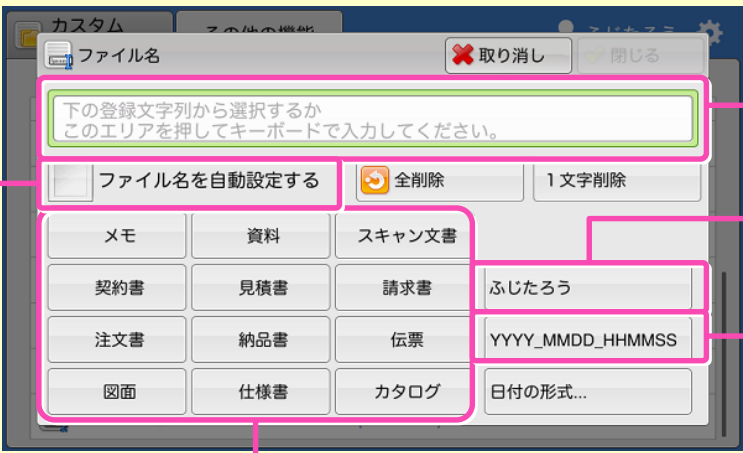 カスタム
その他の機能
ふじたろう
ファイル名
取り消し
閉じる
下の登録文字列から選択するか
このエリアを押してキーボードで入力してください。
ファイル名を自動設定する
全削除
1文字削除
メモ
資料
スキャン文書
契約書
見積書
請求書
ふじたろう
注文書
納品書
伝票
YYYY_MMDD_HHMMSS
図面
仕様書
カタログ
日付の形式...